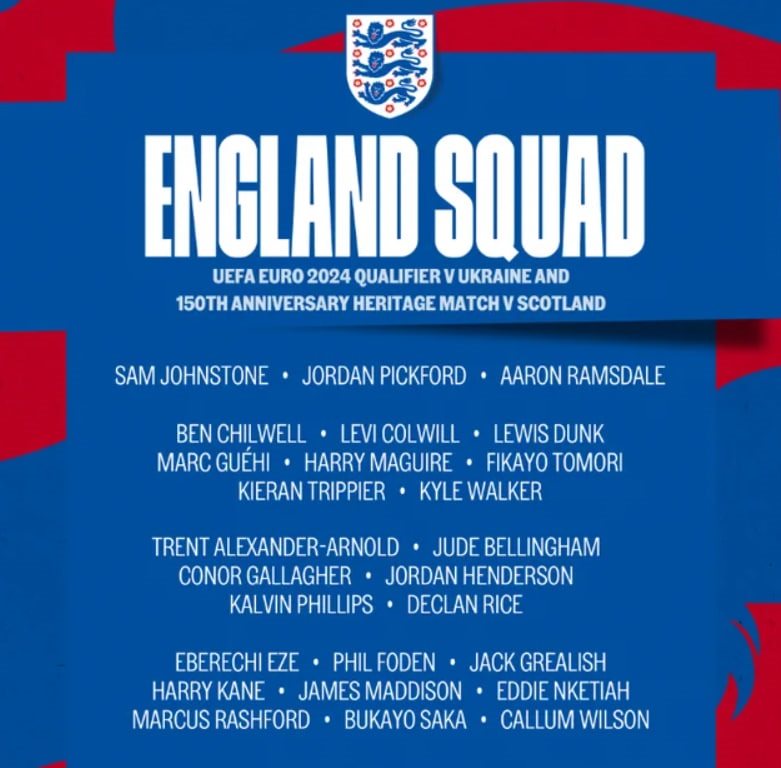 ENGLAND SQUAD
UEFA EURO 2024 QUALIFIER V UKRAINE AND
150TH ANNIVERSARY HERITAGE MATCH V SCOTLAND
SAM JOHNSTONE • JORDAN PICKFORD • AARON RAMSDALE
BEN CHILWELL • LEVI COLWILL • LEWIS DUNK
MARC GUÉHI • HARRY MAGUIRE • FIKAYO TOMORI
KIERAN TRIPPIER • KYLE WALKER
TRENT ALEXANDER-ARNOLD • JUDE BELLINGHAM
CONOR GALLAGHER • JORDAN HENDERSON
KALVIN PHILLIPS • DECLAN RICE
EBERECHI EZE • PHIL FODEN • JACK GREALISH
HARRY KANE • JAMES MADDISON • EDDIE NKETIAH
MARCUS RASHFORD • BUKAYO SAKA • CALLUM WILSON